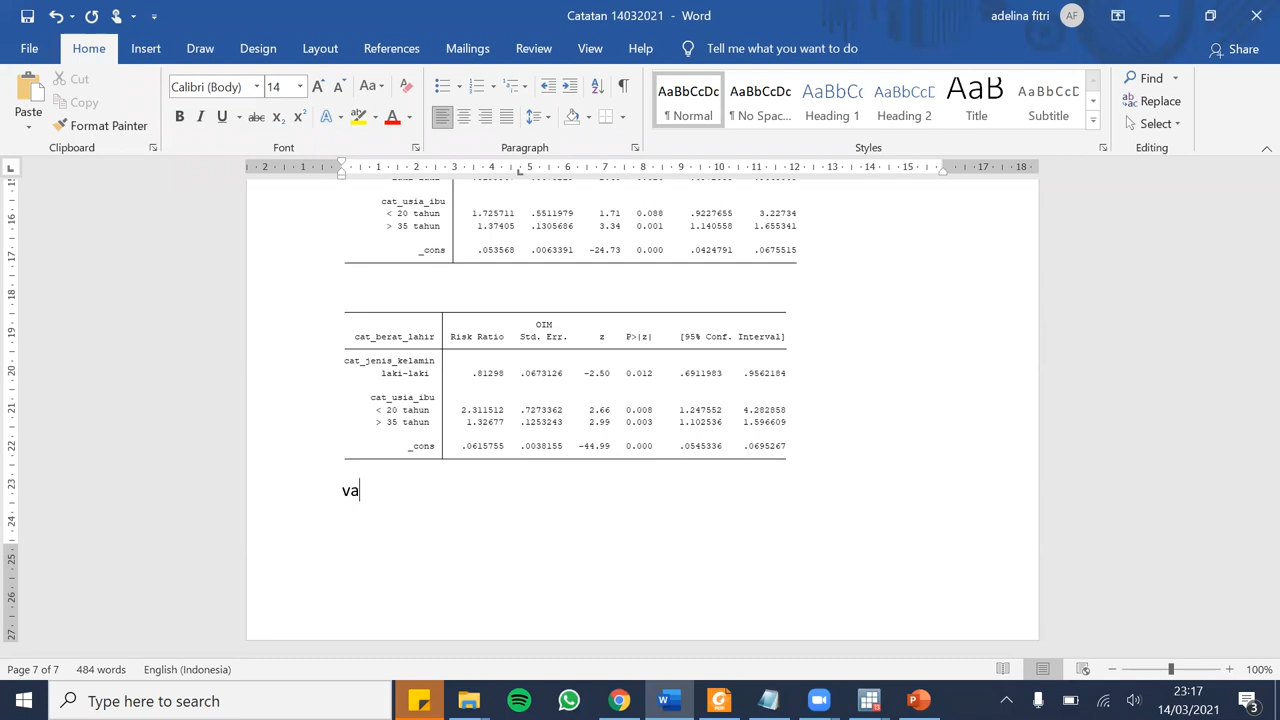 Catatan 14032021 - Word
adelina fitri AF
File Home Insert Draw Design Layout References Mailings Review View Help Tell me what you want to do Share
Paste
Cut
Copy
Format Painter
Clipboard
Calibri (Body) 14
Font
Paragraph
AaBbCcDc AaBbCcDc AaBbC AaBbCcD AaB AaBbCcD
¶ Normal ¶ No Spac... Heading 1 Heading 2 Title Subtitle
Styles
Find
Replace
Select
Editing
cat_usia_ibu
< 20 tahun 1.725711 .5511979 1.71 0.088 .9227655 3.22734
> 35 tahun 1.37405 .1305686 3.34 0.001 1.140558 1.655341
_cons .053568 .0063391 -24.73 0.000 .0424791 .0675515
OIM
cat_berat_lahir Risk Ratio Std. Err. z P>|z| [95% Conf. Interval]
cat_jenis_kelamin
laki-laki .81298 .0673126 -2.50 0.012 .6911983 .9562184
cat_usia_ibu
< 20 tahun 2.311512 .7273362 2.66 0.008 1.247552 4.282858
> 35 tahun 1.32677 .1253243 2.99 0.003 1.102536 1.596609
_cons .0615755 .0038155 -44.99 0.000 .0545336 .0695267
va
Page 7 of 7 484 words English (Indonesia) 100%
Type here to search
23:17
14/03/2021
3